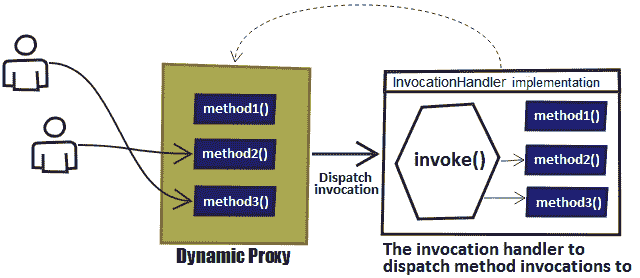 method1()
method2()
method3()
Dynamic Proxy
Dispatch
invocation
InvocationHandler implementation
invoke()
method1()
method2()
method3()
The invocation handler to
dispatch method invocations to